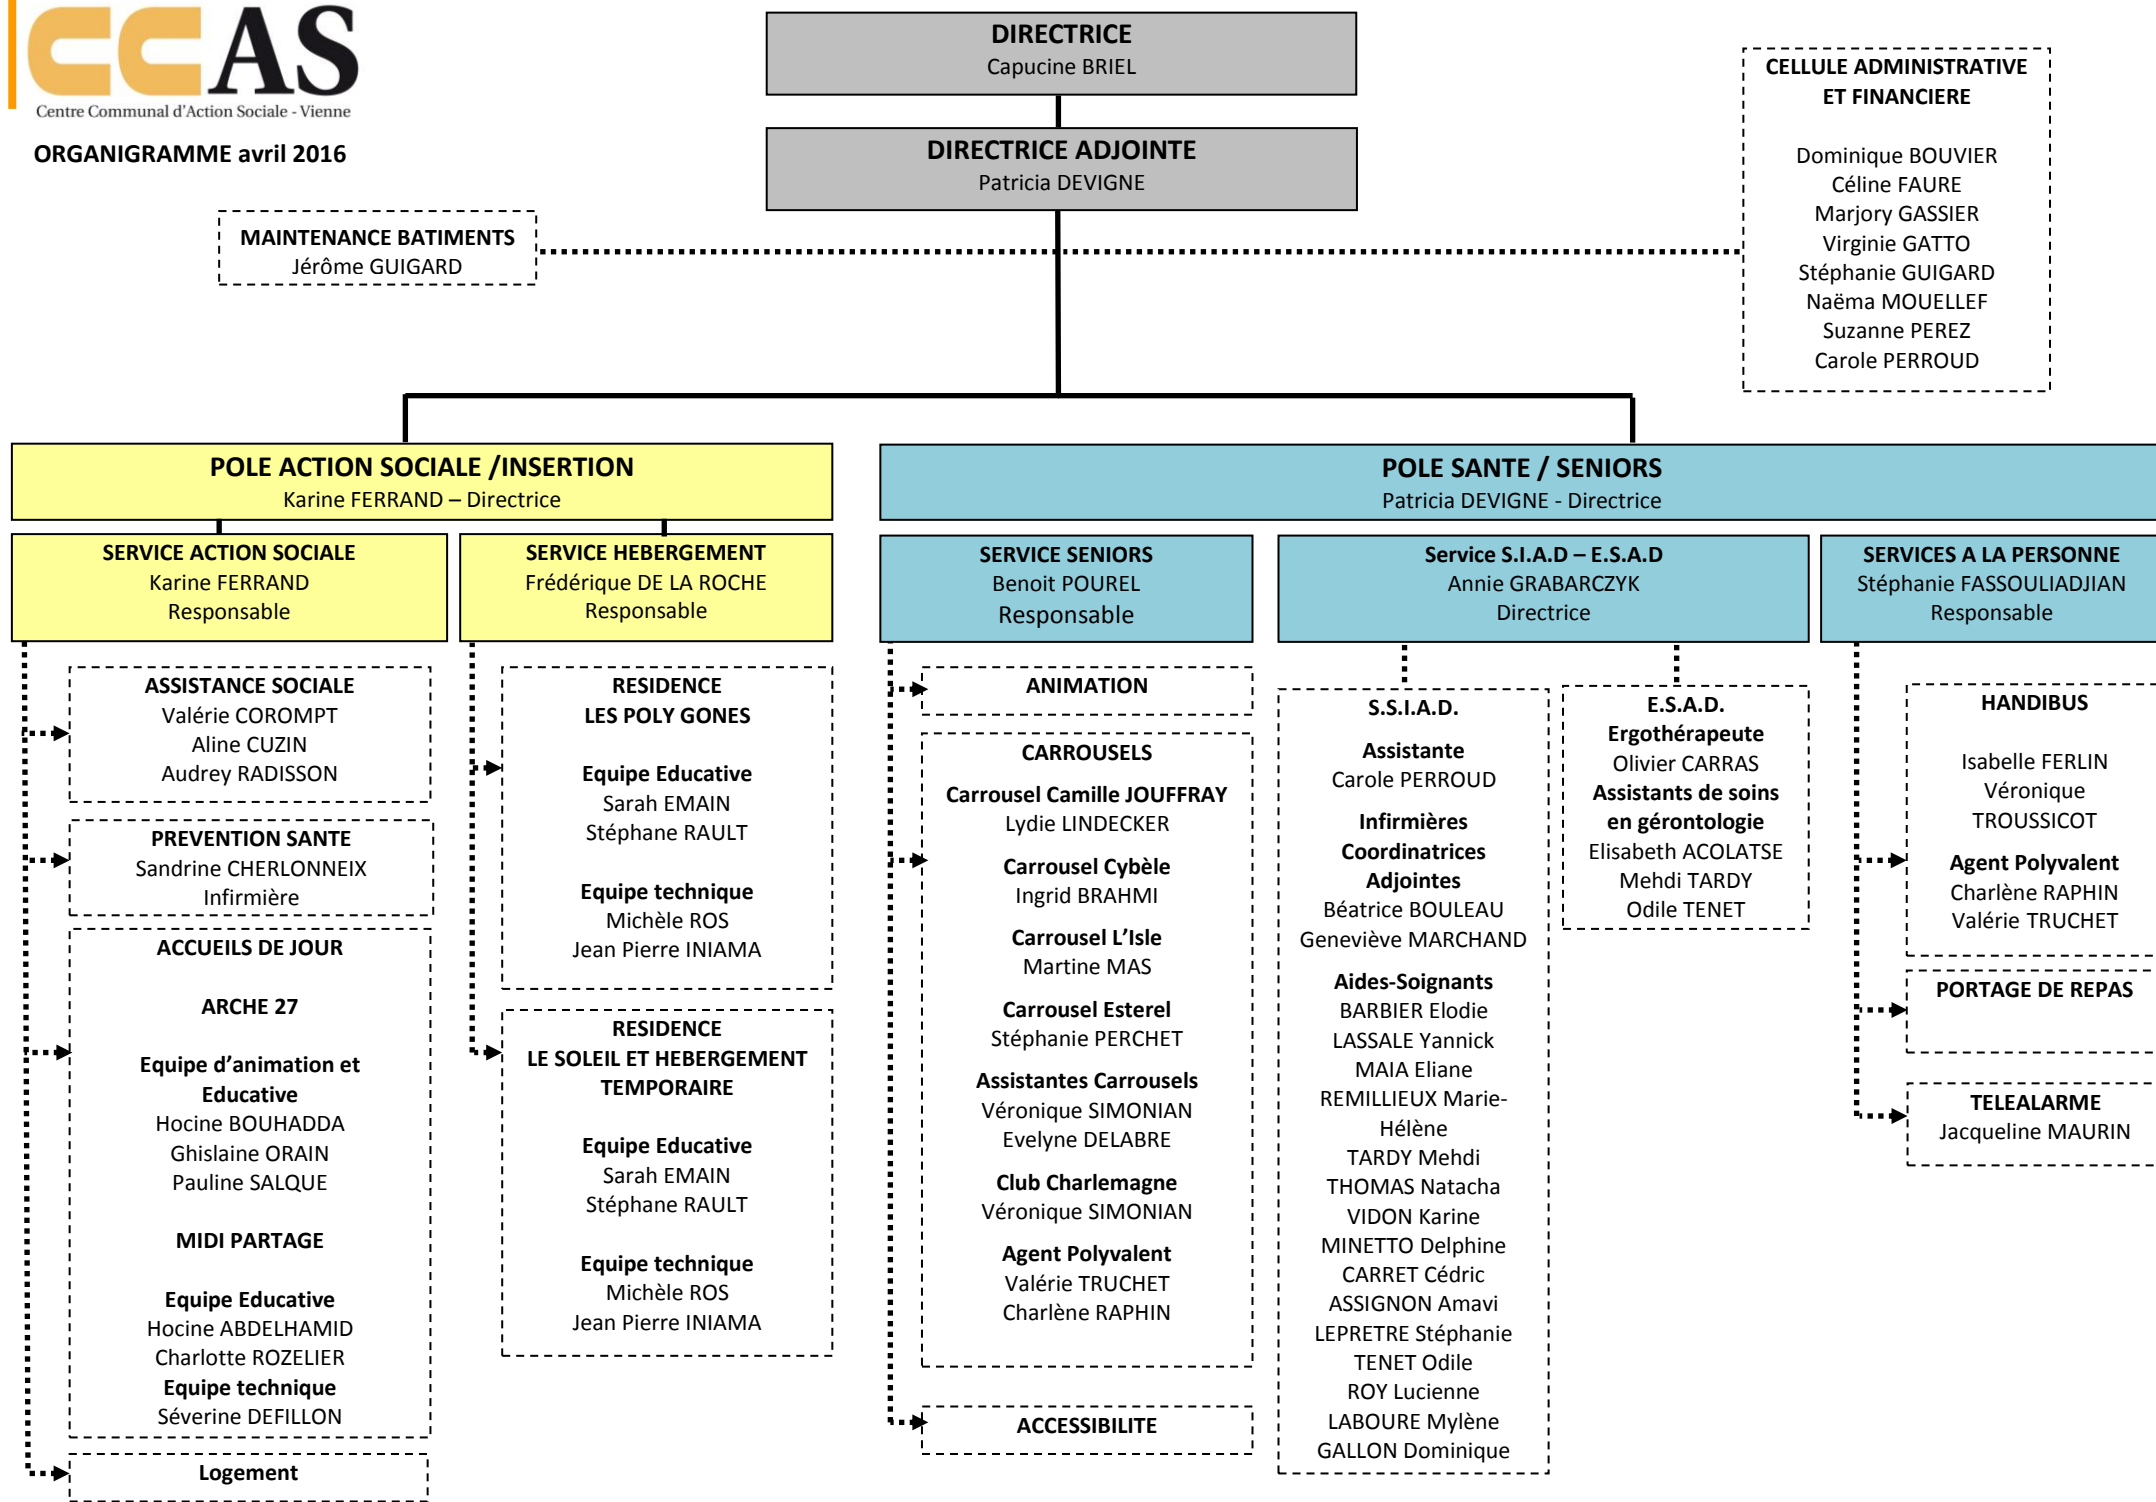 CCAS
Centre Communal d'Action Sociale - Vienne
ORGANIGRAMME avril 2016
DIRECTRICE
Capucine BRIEL
DIRECTRICE ADJOINTE
Patricia DEVIGNE
MAINTENANCE BATIMENTS
Jérôme GUIGARD
CELLULE ADMINISTRATIVE
ET FINANCIERE
Dominique BOUVIER
Céline FAURE
Marjory GASSIER
Virginie GATTO
Stéphanie GUIGARD
Naëma MOUELLEF
Suzanne PEREZ
Carole PERROUD
POLE ACTION SOCIALE /INSERTION
Karine FERRAND – Directrice
SERVICE ACTION SOCIALE
Karine FERRAND
Responsable
ASSISTANCE SOCIALE
Valérie COROMPT
Aline CUZIN
Audrey RADISSON
PREVENTION SANTE
Sandrine CHERLONNEIX
Infirmière
ACCUEILS DE JOUR
ARCHE 27
Equipe d’animation et
Educative
Hocine BOUHADDA
Ghislaine ORAIN
Pauline SALQUE
MIDI PARTAGE
Equipe Educative
Hocine ABDELHAMID
Charlotte ROZELIER
Equipe technique
Séverine DEFILLON
Logement
SERVICE HEBERGEMENT
Frédérique DE LA ROCHE
Responsable
RESIDENCE
LES POLY GONES
Equipe Educative
Sarah EMAIN
Stéphane RAULT
Equipe technique
Michèle ROS
Jean Pierre INIAMA
RESIDENCE
LE SOLEIL ET HEBERGEMENT
TEMPORAIRE
Equipe Educative
Sarah EMAIN
Stéphane RAULT
Equipe technique
Michèle ROS
Jean Pierre INIAMA
POLE SANTE / SENIORS
Patricia DEVIGNE - Directrice
SERVICE SENIORS
Benoit POUREL
Responsable
ANIMATION
CARROUSELS
Carrousel Camille JOUFFRAY
Lydie LINDECKER
Carrousel Cybèle
Ingrid BRAHMI
Carrousel L’Isle
Martine MAS
Carrousel Esterel
Stéphanie PERCHET
Assistantes Carrousels
Véronique SIMONIAN
Evelyne DELABRE
Club Charlemagne
Véronique SIMONIAN
Agent Polyvalent
Valérie TRUCHET
Charlène RAPHIN
ACCESSIBILITE
Service S.I.A.D – E.S.A.D
Annie GRABARCZYK
Directrice
S.S.I.A.D.
Assistante
Carole PERROUD
Infirmières
Coordinatrices
Adjointes
Béatrice BOULEAU
Geneviève MARCHAND
Aides-Soignants
BARBIER Elodie
LASSALE Yannick
MAIA Eliane
REMILLIEUX Marie-
Hélène
TARDY Mehdi
THOMAS Natacha
VIDON Karine
MINETTO Delphine
CARRET Cédric
ASSIGNON Amavi
LEPRETRE Stéphanie
TENET Odile
ROY Lucienne
LABOURE Mylène
GALLON Dominique
E.S.A.D.
Ergothérapeute
Olivier CARRAS
Assistants de soins
en gérontologie
Elisabeth ACOLATSE
Mehdi TARDY
Odile TENET
SERVICES A LA PERSONNE
Stéphanie FASSOULIADJIAN
Responsable
HANDIBUS
Isabelle FERLIN
Véronique
TROUSSICOT
Agent Polyvalent
Charlène RAPHIN
Valérie TRUCHET
PORTAGE DE REPAS
TELEALARME
Jacqueline MAURIN